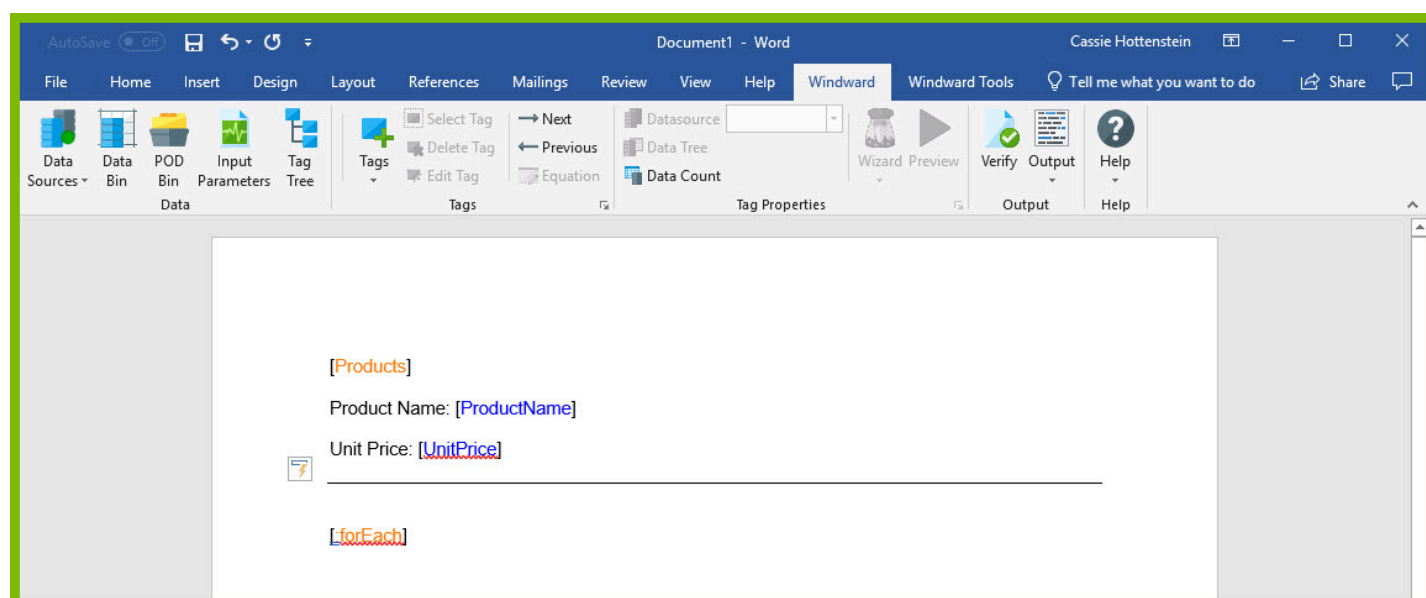 AutoSave Off Document1 - Word Cassie Hottenstein
File Home Insert Design Layout References Mailings Review View Help Windward Windward Tools Tell me what you want to do Share
Select Tag Next Datasource
Delete Tag Previous Data Tree
Edit Tag Equation Data Count
Data Data POD Input Tag Tags Wizard Preview Verify Output Help
Sources Bin Bin Parameters Tree
Data Tags Tag Properties Output Help
[Products]
Product Name: [ProductName]
Unit Price: [UnitPrice]
[:forEach]